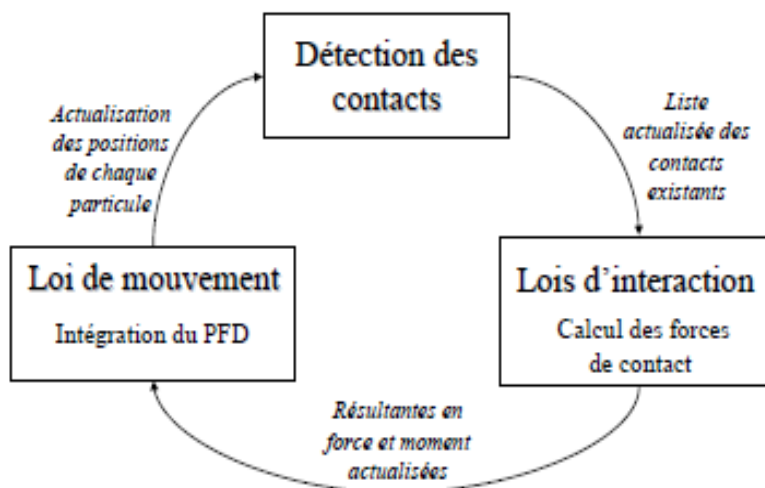 Détection des
contacts
Actualisation
des positions
de chaque
particule
Liste
actualisée des
contacts
existants
Loi de mouvement
Intégration du PFD
Lois d’interaction
Calcul des forces
de contact
Résultantes en
force et moment
actualisées